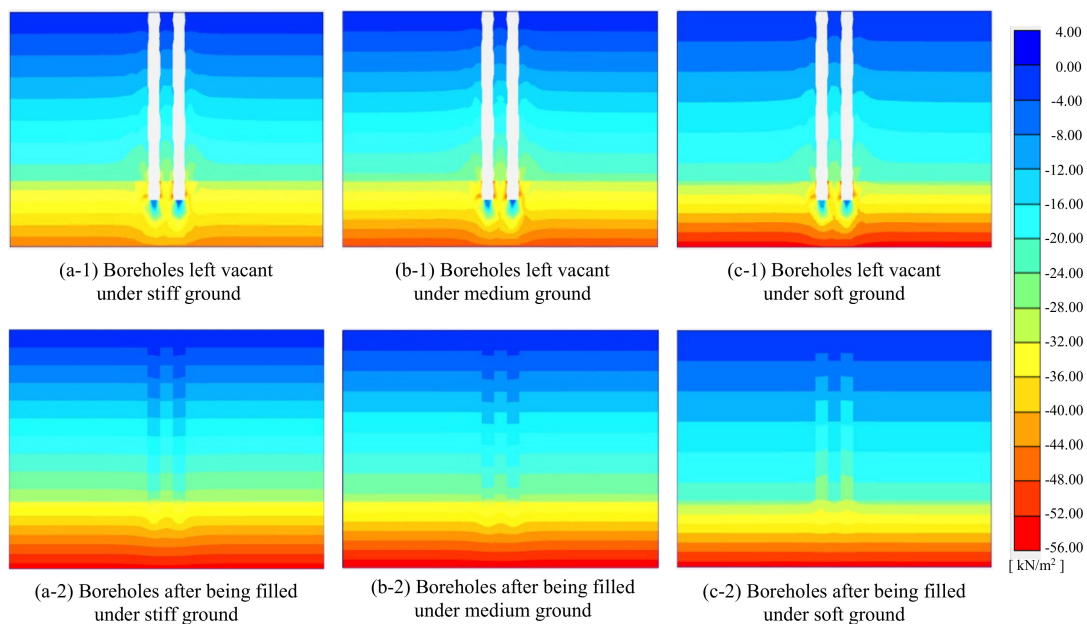 4.00
0.00
-4.00
-8.00
-12.00
-16.00
-20.00
-24.00
-28.00
-32.00
-36.00
-40.00
-44.00
-48.00
-52.00
-56.00
[ kN/m² ]
(a-1) Boreholes left vacant
under stiff ground
(b-1) Boreholes left vacant
under medium ground
(c-1) Boreholes left vacant
under soft ground
(a-2) Boreholes after being filled
under stiff ground
(b-2) Boreholes after being filled
under medium ground
(c-2) Boreholes after being filled
under soft ground